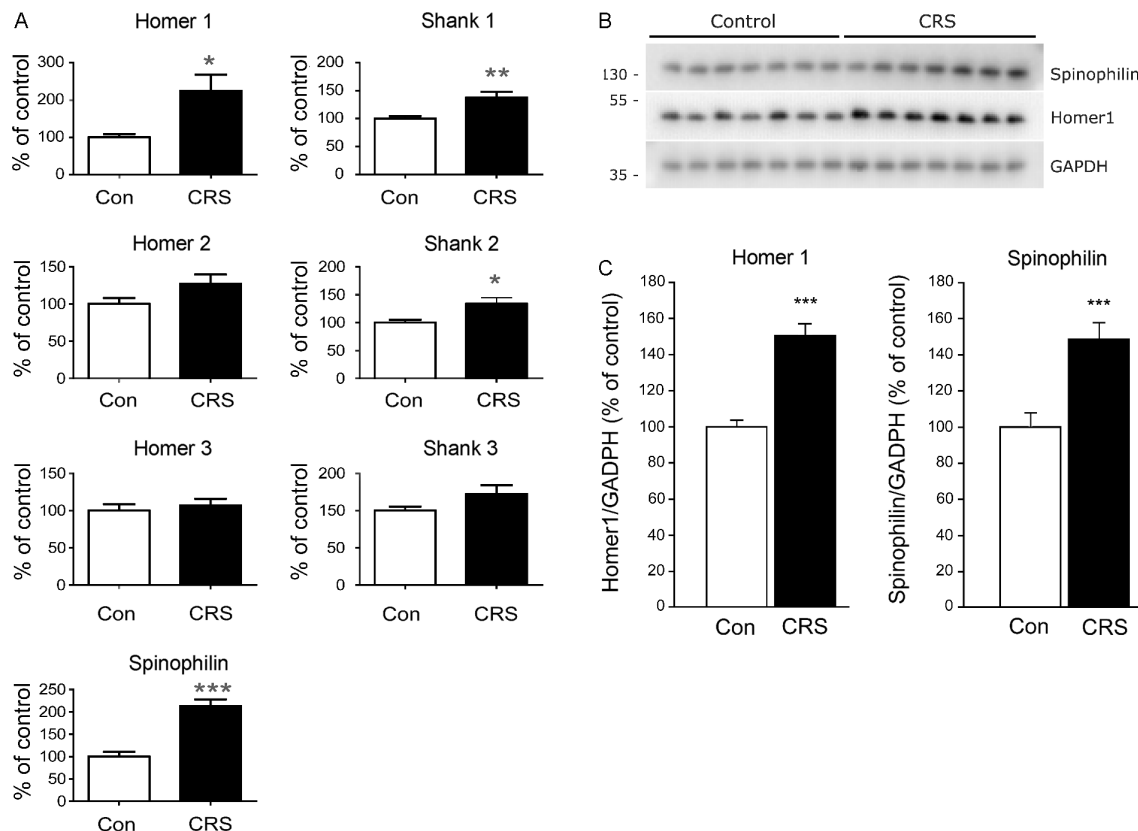 A
Homer 1
% of control
300
200
100
0
Con
CRS
*
Shank 1
% of control
200
150
100
50
0
Con
CRS
**
Homer 2
% of control
150
100
50
0
Con
CRS
Shank 2
% of control
200
150
100
50
0
Con
CRS
*
Homer 3
% of control
150
100
50
0
Con
CRS
Shank 3
% of control
200
150
50
0
Con
CRS
Spinophilin
% of control
250
200
150
100
50
0
Con
CRS
***
B
Control
CRS
130 -
55
-
35 -
Spinophilin
Homer1
GAPDH
C
Homer 1
Homer1/GADPH (% of control)
180
160
140
120
100
80
60
40
20
0
Con
CRS
***
Spinophilin
Spinophilin/GADPH (% of control)
180
160
140
120
100
80
60
40
20
0
Con
CRS
***